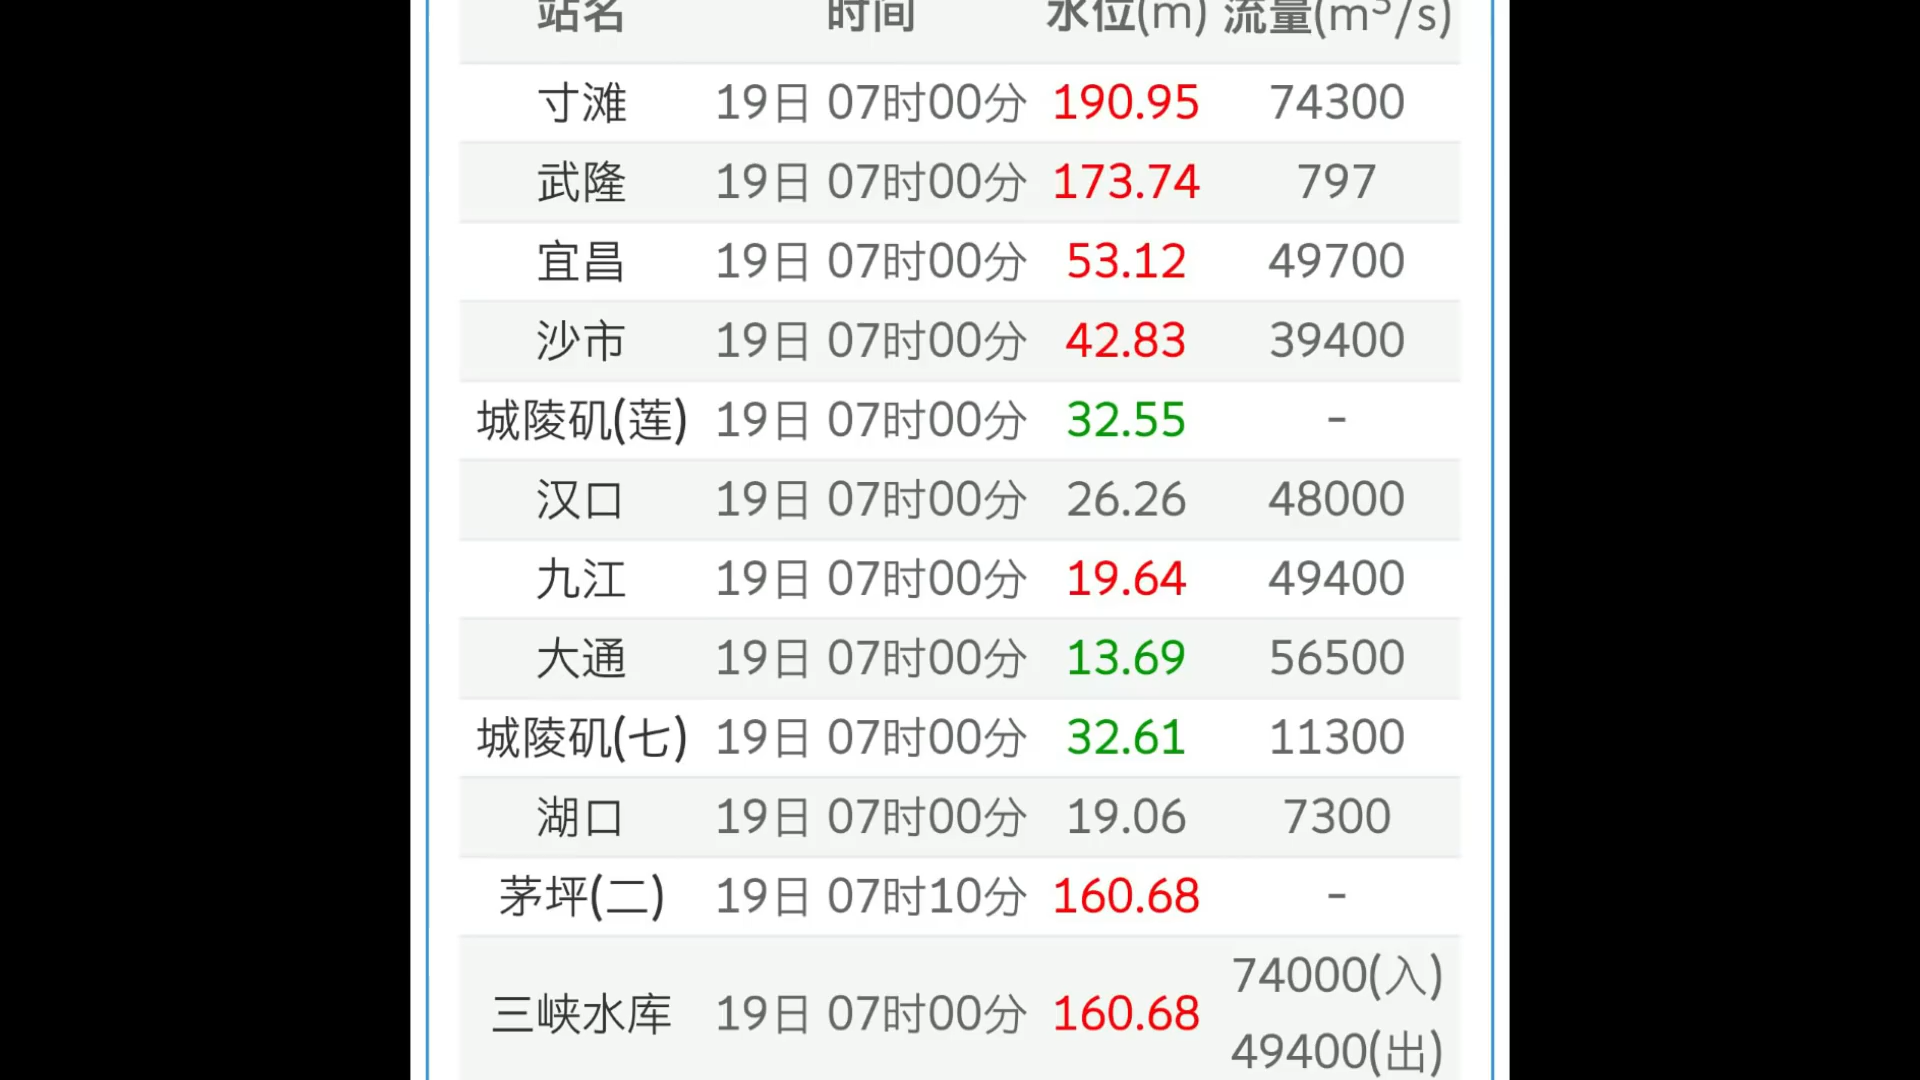 站名 时间 水位(m) 流量(m³/s)
寸滩 19日 07时00分 190.95 74300
武隆 19日 07时00分 173.74 797
宜昌 19日 07时00分 53.12 49700
沙市 19日 07时00分 42.83 39400
城陵矶(莲) 19日 07时00分 32.55 -
汉口 19日 07时00分 26.26 48000
九江 19日 07时00分 19.64 49400
大通 19日 07时00分 13.69 56500
城陵矶(七) 19日 07时00分 32.61 11300
湖口 19日 07时00分 19.06 7300
茅坪(二) 19日 07时10分 160.68 -
三峡水库 19日 07时00分 160.68 74000(入)
49400(出)